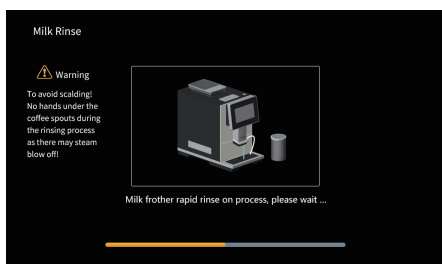 Milk Rinse
Warning
To avoid scalding!
No hands under the
coffee spouts during
the rinsing process
as there may steam
blow off!
Milk frother rapid rinse on process, please wait ...